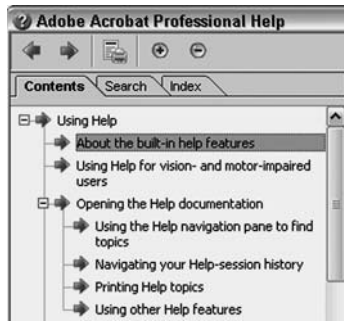 Adobe Acrobat Professional Help
Contents Search Index
Using Help
About the built-in help features
Using Help for vision- and motor-impaired
users
Opening the Help documentation
Using the Help navigation pane to find
topics
Navigating your Help-session history
Printing Help topics
Using other Help features